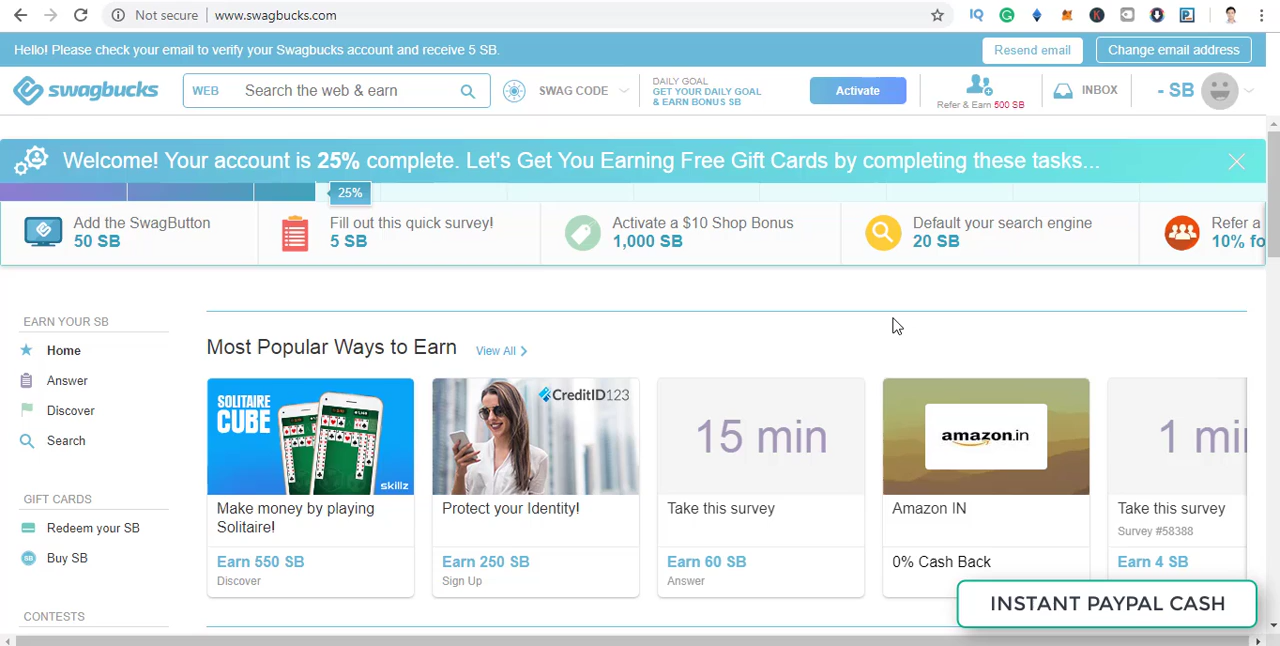 Not secure | www.swagbucks.com
IQ
Hello! Please check your email to verify your Swagbucks account and receive 5 SB.
Resend email
Change email address
swagbucks
WEB
Search the web & earn
SWAG CODE
DAILY GOAL
GET YOUR DAILY GOAL
& EARN BONUS SB
Activate
Refer & Earn 500 SB
INBOX
- SB
Welcome! Your account is 25% complete. Let's Get You Earning Free Gift Cards by completing these tasks...
25%
Add the SwagButton
50 SB
Fill out this quick survey!
5 SB
Activate a $10 Shop Bonus
1,000 SB
Default your search engine
20 SB
Refer a
10% fo
EARN YOUR SB
Home
Answer
Discover
Search
GIFT CARDS
Redeem your SB
SB
Buy SB
CONTESTS
Most Popular Ways to Earn
View All
SOLITAIRE
CUBE
skillz
Make money by playing
Solitaire!
Earn 550 SB
Discover
CreditID123
Protect your Identity!
Earn 250 SB
Sign Up
15 min
Take this survey
Earn 60 SB
Answer
amazon.in
Amazon IN
0% Cash Back
1 mi
Take this survey
Survey #58388
Earn 4 SB
INSTANT PAYPAL CASH